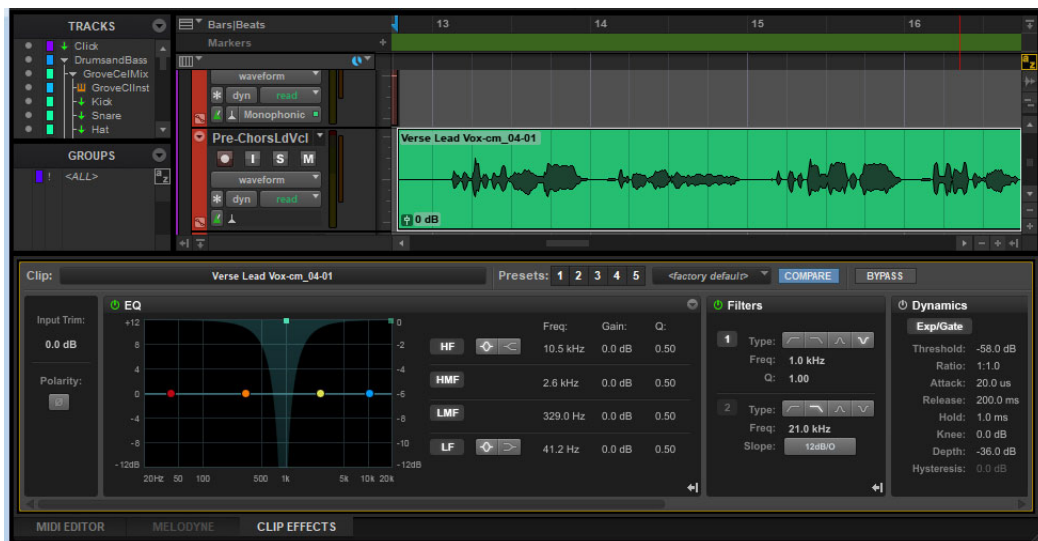 TRACKS
Click
DrumsandBass
GroveCelMix
GroveClInst
Kick
Snare
Hat
GROUPS
! <ALL>
a z
Bars|Beats
Markers
13 14 15 16
a z
waveform
dyn read
Monophonic
Pre-ChorsLdVcl
I S M
waveform
dyn read
Verse Lead Vox-cm_04-01
0 dB
Clip: Verse Lead Vox-cm_04-01 Presets: 1 2 3 4 5 <factory default> COMPARE BYPASS
Input Trim:
0.0 dB
Polarity:
Ø
EQ
+12 0
8 -2
4 -4
0 -6
-4 -8
-8 -10
-12dB -12dB
20Hz 50 100 500 1k 5k 10k 20k
Freq: Gain: Q:
HF 10.5 kHz 0.0 dB 0.50
HMF 2.6 kHz 0.0 dB 0.50
LMF 329.0 Hz 0.0 dB 0.50
LF 41.2 Hz 0.0 dB 0.50
Filters
1 Type:
Freq: 1.0 kHz
Q: 1.00
2 Type:
Freq: 21.0 kHz
Slope: 12dB/O
Dynamics
Exp/Gate
Threshold: -58.0 dB
Ratio: 1:1.0
Attack: 20.0 us
Release: 200.0 ms
Hold: 1.0 ms
Knee: 0.0 dB
Depth: -36.0 dB
Hysteresis: 0.0 dB
MIDI EDITOR MELODYNE CLIP EFFECTS